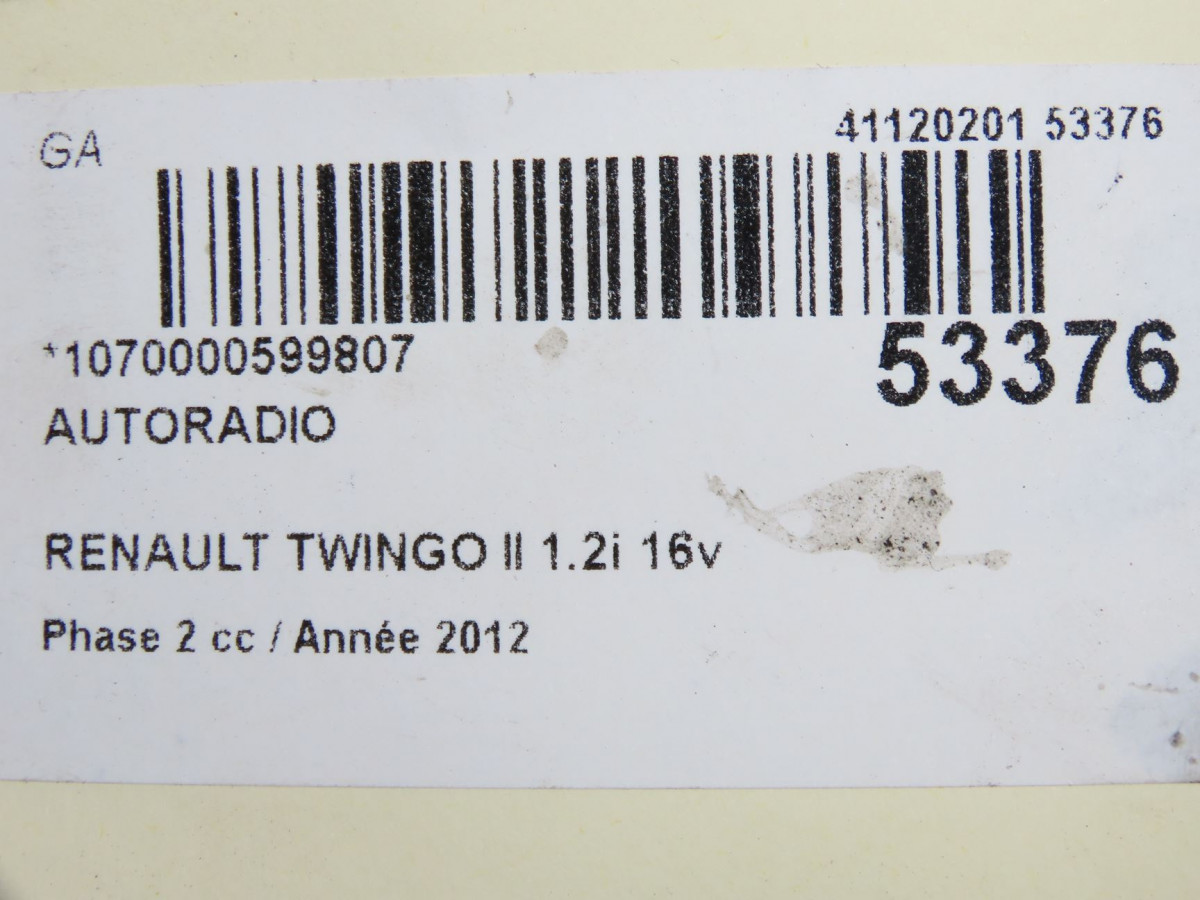 GA
41120201 53376
*1070000599807
53376
AUTORADIO
RENAULT TWINGO II 1.2i 16v
Phase 2 cc / Année 2012